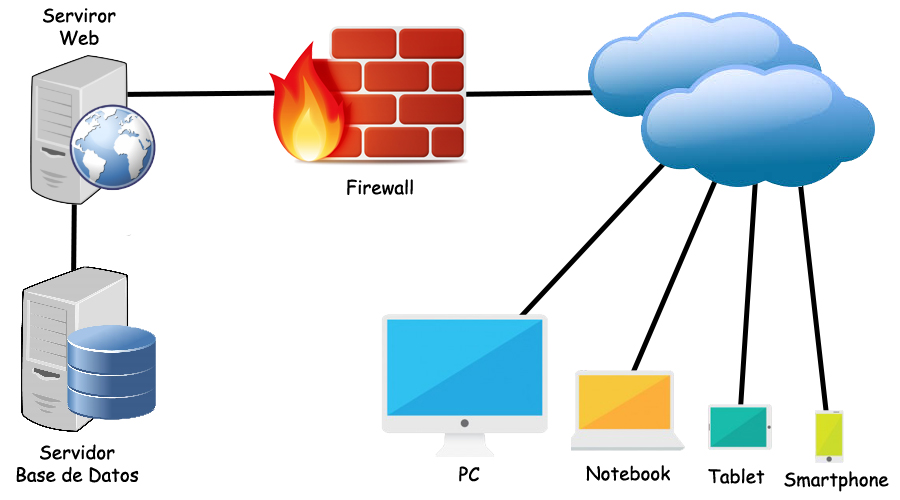 Serviror
Web
Firewall
Servidor
Base de Datos
PC
Notebook
Tablet
Smartphone